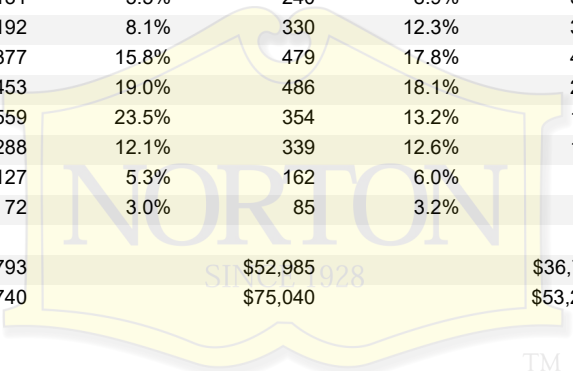 192 8.1% 330 12.3%
377 15.8% 479 17.8%
453 19.0% 486 18.1%
559 23.5% 354 13.2%
288 12.1% 339 12.6%
127 5.3% 162 6.0%
72 3.0% 85 3.2%
NORTON
793 $52,985 $36,
SINCE 1928
740 $75,040 $53,2
TM